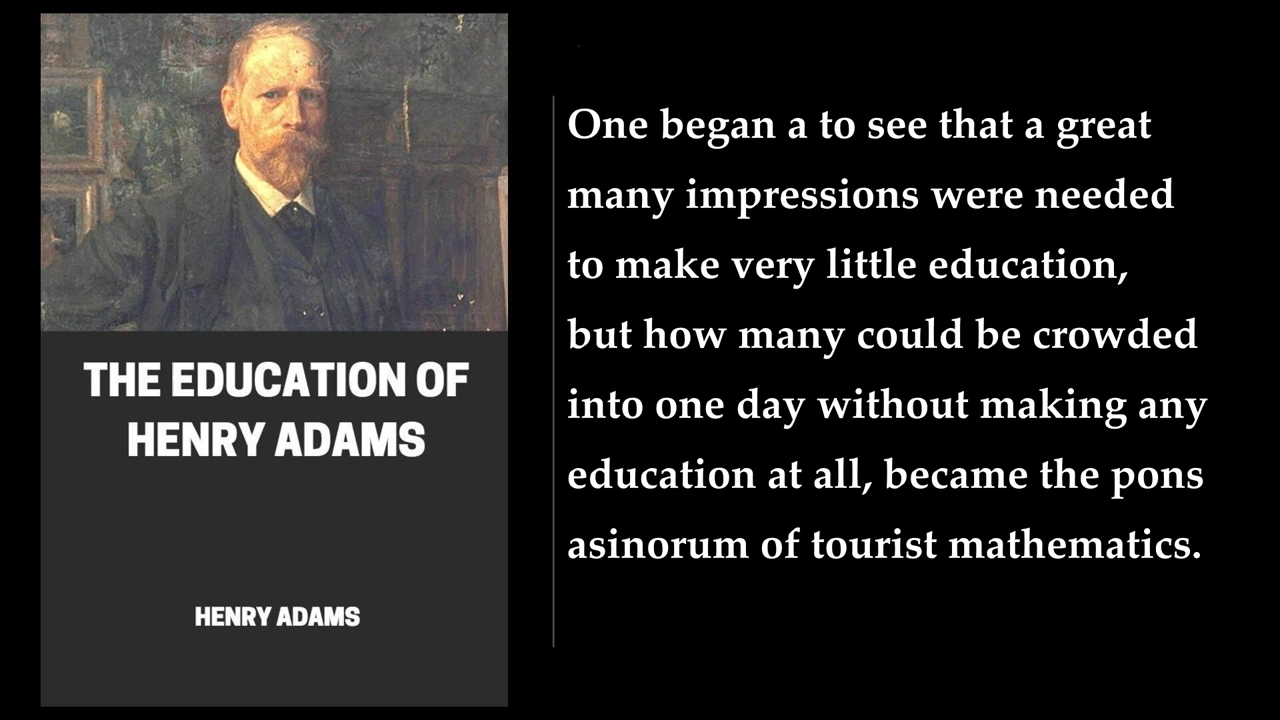 THE EDUCATION OF
HENRY ADAMS
HENRY ADAMS
One began a to see that a great
many impressions were needed
to make very little education,
but how many could be crowded
into one day without making any
education at all, became the pons
asinorum of tourist mathematics.